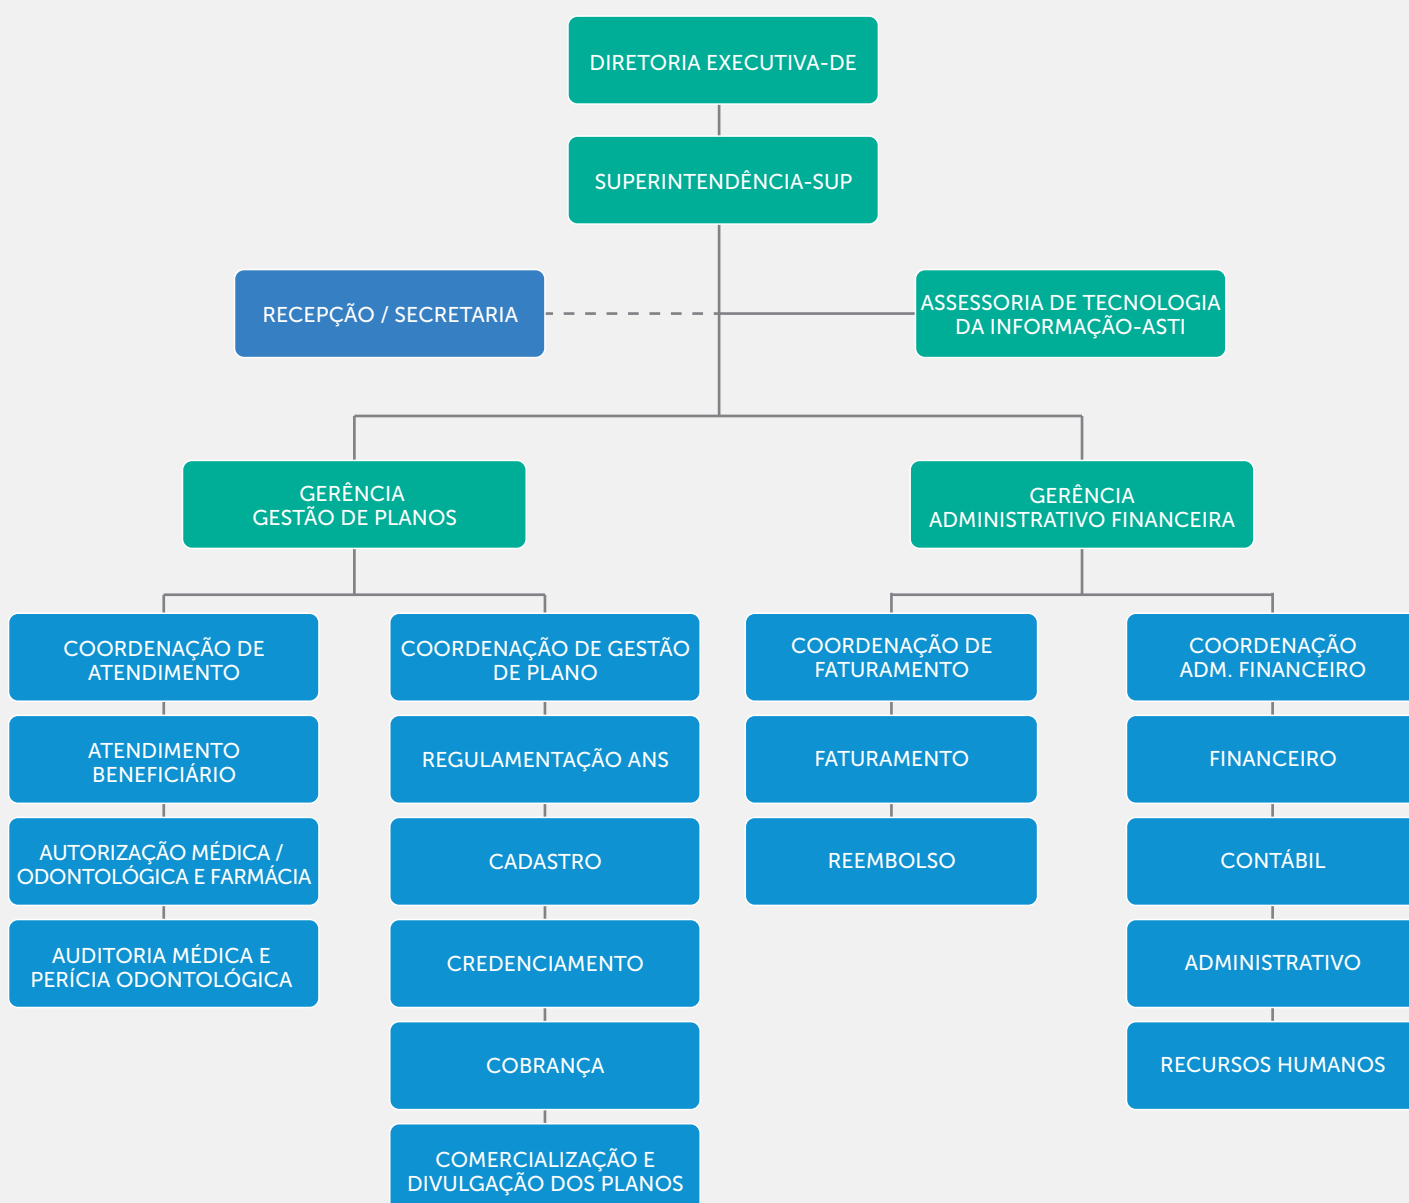 DIRETORIA EXECUTIVA-DE
SUPERINTENDÊNCIA-SUP
RECEPÇÃO / SECRETARIA
ASSESSORIA DE TECNOLOGIA
DA INFORMAÇÃO-ASTI
GERÊNCIA
GESTÃO DE PLANOS
GERÊNCIA
ADMINISTRATIVO FINANCEIRA
COORDENAÇÃO DE
ATENDIMENTO
ATENDIMENTO
BENEFICIÁRIO
AUTORIZAÇÃO MÉDICA /
ODONTOLÓGICA E FARMÁCIA
AUDITORIA MÉDICA E
PERÍCIA ODONTOLÓGICA
COORDENAÇÃO DE GESTÃO
DE PLANO
REGULAMENTAÇÃO ANS
CADASTRO
CREDENCIAMENTO
COBRANÇA
COMERCIALIZAÇÃO E
DIVULGAÇÃO DOS PLANOS
COORDENAÇÃO DE
FATURAMENTO
FATURAMENTO
REEMBOLSO
COORDENAÇÃO
ADM. FINANCEIRO
FINANCEIRO
CONTÁBIL
ADMINISTRATIVO
RECURSOS HUMANOS